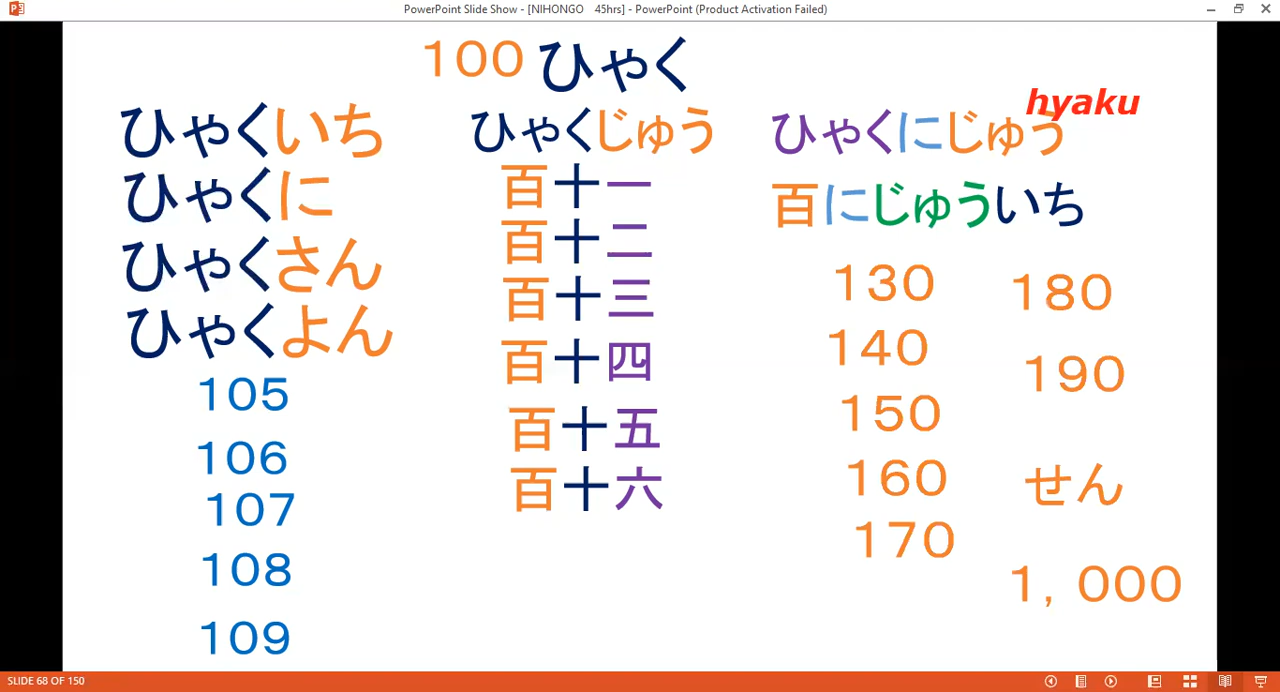 PowerPoint Slide Show - [NIHONGO 45hrs] - PowerPoint (Product Activation Failed)
100 ひゃく
hyaku
ひゃくいち
ひゃくに
ひゃくさん
ひゃくよん
105
106
107
108
109
ひゃくじゅう
百十一
百十二
百十三
百十四
百十五
百十六
ひゃくにじゅう
百にじゅういち
130
140
150
160
170
180
190
せん
1, 000
SLIDE 68 OF 150